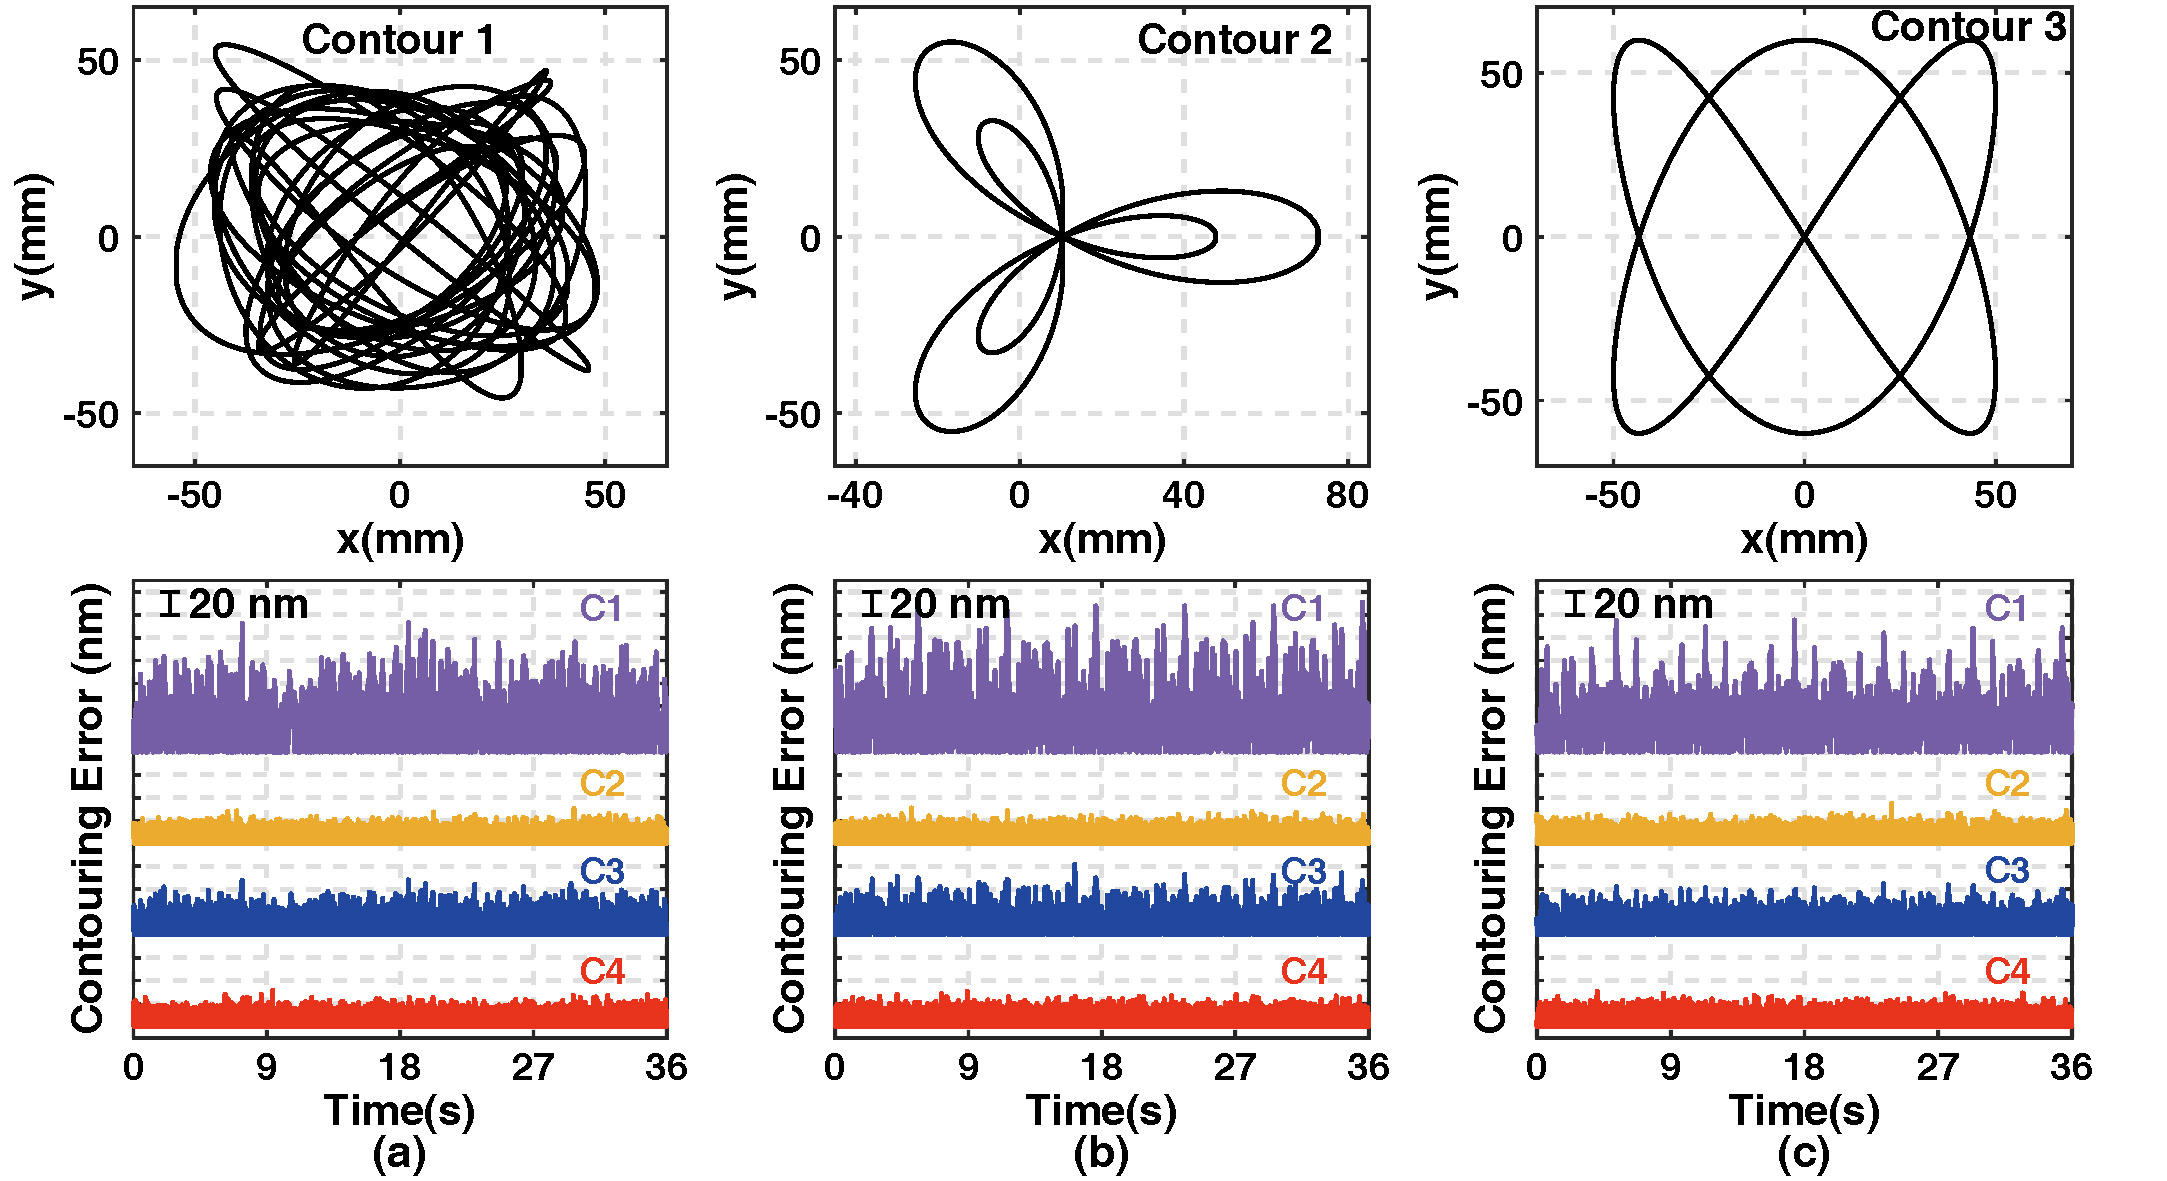 Contour 1
50
0
-50
y(mm)
-50 0 50
x(mm)
Contour 2
50
0
-50
y(mm)
-40 0 40 80
x(mm)
Contour 3
50
0
-50
y(mm)
-50 0 50
x(mm)
20 nm
C1
C2
C3
C4
Contouring Error (nm)
0 9 18 27 36
Time(s)
(a)
20 nm
C1
C2
C3
C4
Contouring Error (nm)
0 9 18 27 36
Time(s)
(b)
20 nm
C1
C2
C3
C4
Contouring Error (nm)
0 9 18 27 36
Time(s)
(c)